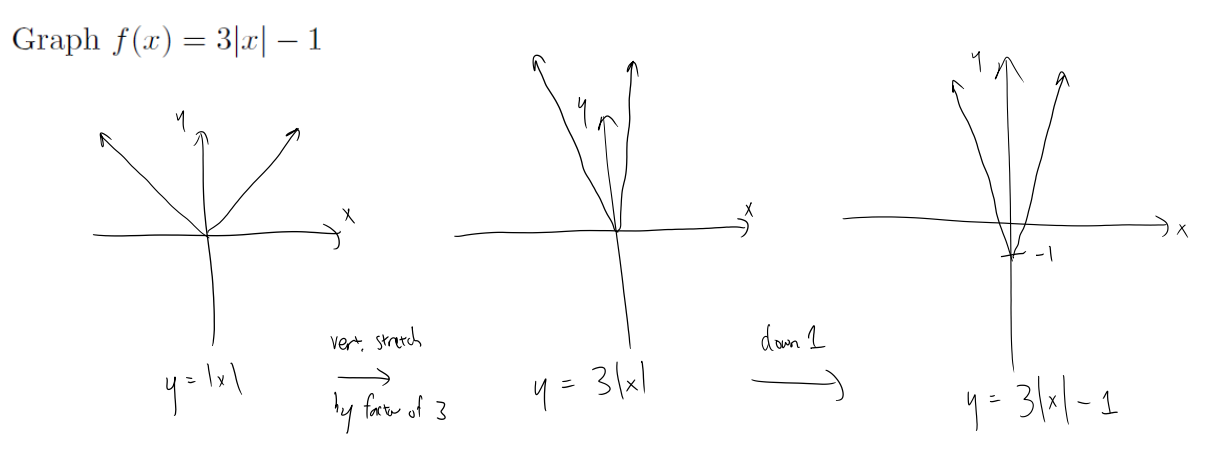 Graph f(x) = 3|x| − 1
y
x
y = |x|
vert. stretch
by factor of 3
y
x
y = 3|x|
down 1
y
x
-1
y = 3|x| - 1